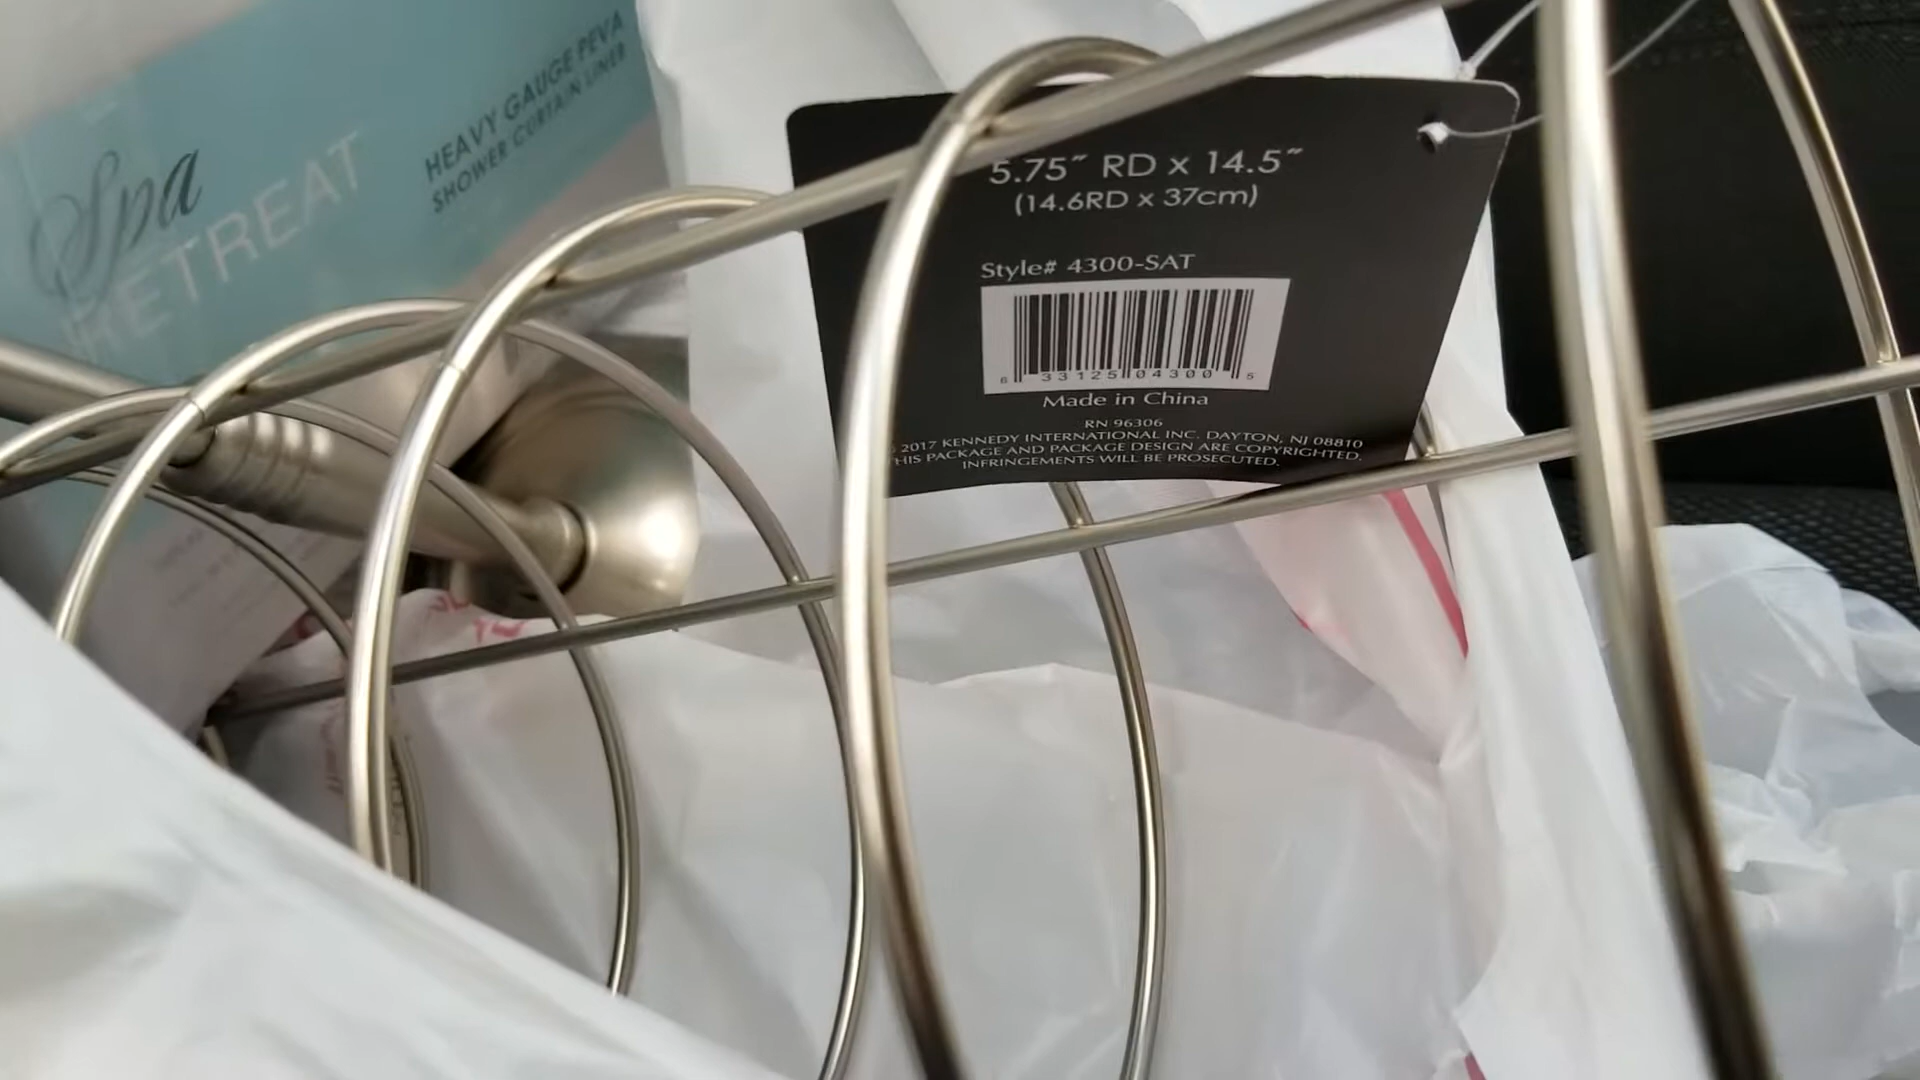 Spa
RETREAT
HEAVY GAUGE PEVA
SHOWER CURTAIN LINER
5.75" RD x 14.5"
(14.6RD x 37cm)
Style# 4300-SAT
6 33125 04300 5
Made in China
RN 96306
2017 KENNEDY INTERNATIONAL INC. DAYTON, NJ 08810
THIS PACKAGE AND PACKAGE DESIGN ARE COPYRIGHTED.
INFRINGEMENTS WILL BE PROSECUTED.